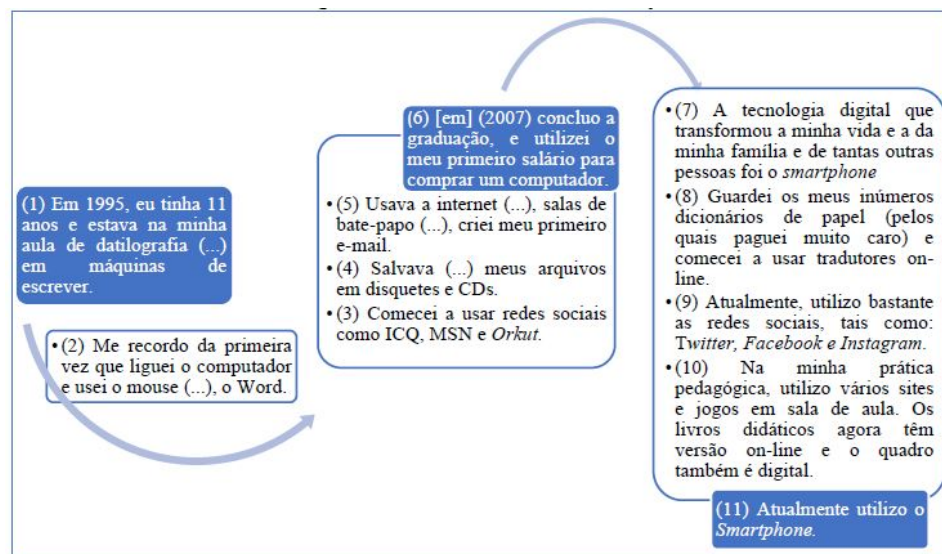 (1) Em 1995, eu tinha 11
anos e estava na minha
aula de datilografia (...)
em máquinas de
escrever.
• (2) Me recordo da primeira
vez que liguei o computador
e usei o mouse (...), o Word.
(6) [em] (2007) concluo a
graduação, e utilizei o
meu primeiro salário para
comprar um computador.
• (5) Usava a internet (...), salas de
bate-papo (...), criei meu primeiro
e-mail.
• (4) Salvava (...) meus arquivos
em disquetes e CDs.
• (3) Comecei a usar redes sociais
como ICQ, MSN e Orkut.
• (7) A tecnologia digital que
transformou a minha vida e a da
minha família e de tantas outras
pessoas foi o smartphone
• (8) Guardei os meus inúmeros
dicionários de papel (pelos
quais paguei muito caro) e
comecei a usar tradutores on-
line.
• (9) Atualmente, utilizo bastante
as redes sociais, tais como:
Twitter, Facebook e Instagram.
• (10) Na minha prática
pedagógica, utilizo vários sites
e jogos em sala de aula. Os
livros didáticos agora têm
versão on-line e o quadro
também é digital.
(11) Atualmente utilizo o
Smartphone.